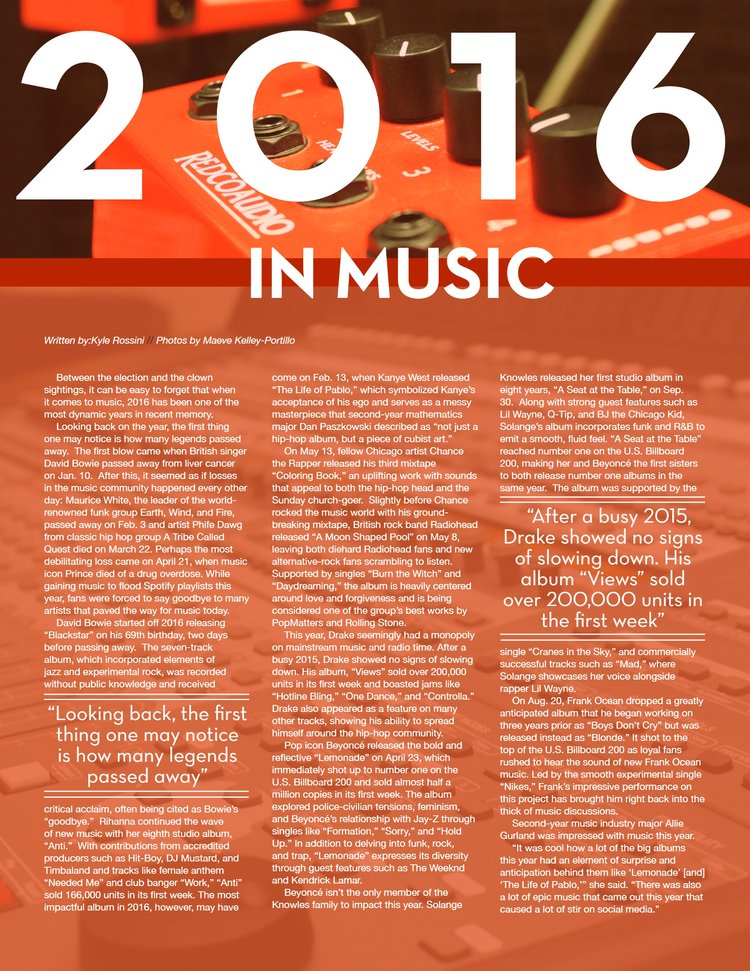 2016
REDCO AUDIO
1
LEVELS
3
4
IN MUSIC
Written by:Kyle Rossini // Photos by Maeve Kelley-Portillo
Between the election and the clown
sightings, it can be easy to forget that when
it comes to music, 2016 has been one of the
most dynamic years in recent memory.
Looking back on the year, the first thing
one may notice is how many legends passed
away. The first blow came when British singer
David Bowie passed away from liver cancer
on Jan. 10. After this, it seemed as if losses
in the music community happened every other
day: Maurice White, the leader of the world-
renowned funk group Earth, Wind, and Fire,
passed away on Feb. 3 and artist Phife Dawg
from classic hip hop group A Tribe Called
Quest died on March 22. Perhaps the most
debilitating loss came on April 21, when music
icon Prince died of a drug overdose. While
gaining music to flood Spotify playlists this
year, fans were forced to say goodbye to many
artists that paved the way for music today.
David Bowie started off 2016 releasing
“Blackstar” on his 69th birthday, two days
before passing away. The seven-track
album, which incorporated elements of
jazz and experimental rock, was recorded
without public knowledge and received
“Looking back, the first
thing one may notice
is how many legends
passed away”
critical acclaim, often being cited as Bowie’s
“goodbye.” Rihanna continued the wave
of new music with her eighth studio album,
“Anti.” With contributions from accredited
producers such as Hit-Boy, DJ Mustard, and
Timbaland and tracks like female anthem
“Needed Me” and club banger “Work,” “Anti”
sold 166,000 units in its first week. The most
impactful album in 2016, however, may have
come on Feb. 13, when Kanye West released
“The Life of Pablo,” which symbolized Kanye’s
acceptance of his ego and serves as a messy
masterpiece that second-year mathematics
major Dan Paszkowski described as “not just a
hip-hop album, but a piece of cubist art.”
On May 13, fellow Chicago artist Chance
the Rapper released his third mixtape
“Coloring Book,” an uplifting work with sounds
that appeal to both the hip-hop head and the
Sunday church-goer. Slightly before Chance
rocked the music world with his ground-
breaking mixtape, British rock band Radiohead
released “A Moon Shaped Pool” on May 8,
leaving both diehard Radiohead fans and new
alternative-rock fans scrambling to listen.
Supported by singles “Burn the Witch” and
“Daydreaming,” the album is heavily centered
around love and forgiveness and is being
considered one of the group’s best works by
PopMatters and Rolling Stone.
This year, Drake seemingly had a monopoly
on mainstream music and radio time. After a
busy 2015, Drake showed no signs of slowing
down. His album, “Views” sold over 200,000
units in its first week and boasted jams like
“Hotline Bling,” “One Dance,” and “Controlla.”
Drake also appeared as a feature on many
other tracks, showing his ability to spread
himself around the hip-hop community.
Pop icon Beyoncé released the bold and
reflective “Lemonade” on April 23, which
immediately shot up to number one on the
U.S. Billboard 200 and sold almost half a
million copies in its first week. The album
explored police-civilian tensions, feminism,
and Beyoncé’s relationship with Jay-Z through
singles like “Formation,” “Sorry,” and “Hold
Up.” In addition to delving into funk, rock,
and trap, “Lemonade” expresses its diversity
through guest features such as The Weeknd
and Kendrick Lamar.
Beyoncé isn’t the only member of the
Knowles family to impact this year. Solange
Knowles released her first studio album in
eight years, “A Seat at the Table,” on Sep.
30. Along with strong guest features such as
Lil Wayne, Q-Tip, and BJ the Chicago Kid,
Solange’s album incorporates funk and R&B to
emit a smooth, fluid feel. “A Seat at the Table”
reached number one on the U.S. Billboard
200, making her and Beyoncé the first sisters
to both release number one albums in the
same year. The album was supported by the
“After a busy 2015,
Drake showed no signs
of slowing down. His
album “Views” sold
over 200,000 units in
the first week”
single “Cranes in the Sky,” and commercially
successful tracks such as “Mad,” where
Solange showcases her voice alongside
rapper Lil Wayne.
On Aug. 20, Frank Ocean dropped a greatly
anticipated album that he began working on
three years prior as “Boys Don’t Cry” but was
released instead as “Blonde.” It shot to the
top of the U.S. Billboard 200 as loyal fans
rushed to hear the sound of new Frank Ocean
music. Led by the smooth experimental single
“Nikes,” Frank’s impressive performance on
this project has brought him right back into the
thick of music discussions.
Second-year music industry major Allie
Gurland was impressed with music this year.
“It was cool how a lot of the big albums
this year had an element of surprise and
anticipation behind them like ‘Lemonade’ [and]
‘The Life of Pablo,’” she said. “There was also
a lot of epic music that came out this year that
caused a lot of stir on social media.”